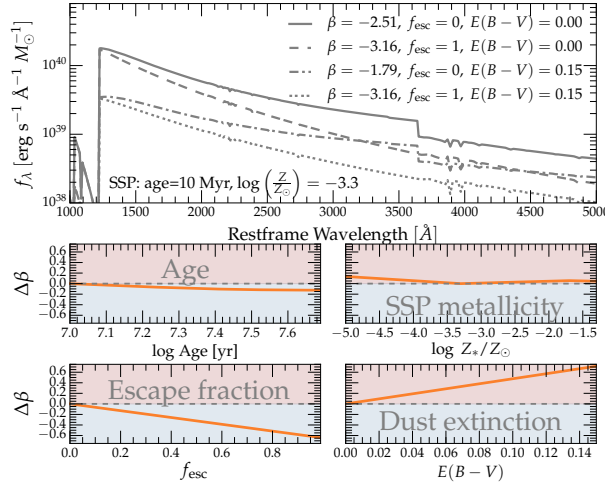 β = −2.51, f_esc = 0, E(B − V) = 0.00
β = −3.16, f_esc = 1, E(B − V) = 0.00
β = −1.79, f_esc = 0, E(B − V) = 0.15
β = −3.16, f_esc = 1, E(B − V) = 0.15
10^40
10^39
10^38
f_λ [erg s^−1 Å^−1 M_⊙^−1]
SSP: age=10 Myr, log (Z/Z_⊙) = −3.3
1000 1500 2000 2500 3000 3500 4000 4500 5000
Restframe Wavelength [Å]
0.6
0.4
0.2
0.0
−0.2
−0.4
−0.6
Δβ
Age
7.0 7.1 7.2 7.3 7.4 7.5 7.6
log Age [yr]
SSP metallicity
−5.0 −4.5 −4.0 −3.5 −3.0 −2.5 −2.0 −1.5
log Z_*/Z_⊙
0.6
0.4
0.2
0.0
−0.2
−0.4
−0.6
Δβ
Escape fraction
0.0 0.2 0.4 0.6 0.8
f_esc
Dust extinction
0.00 0.02 0.04 0.06 0.08 0.10 0.12 0.14
E(B − V)